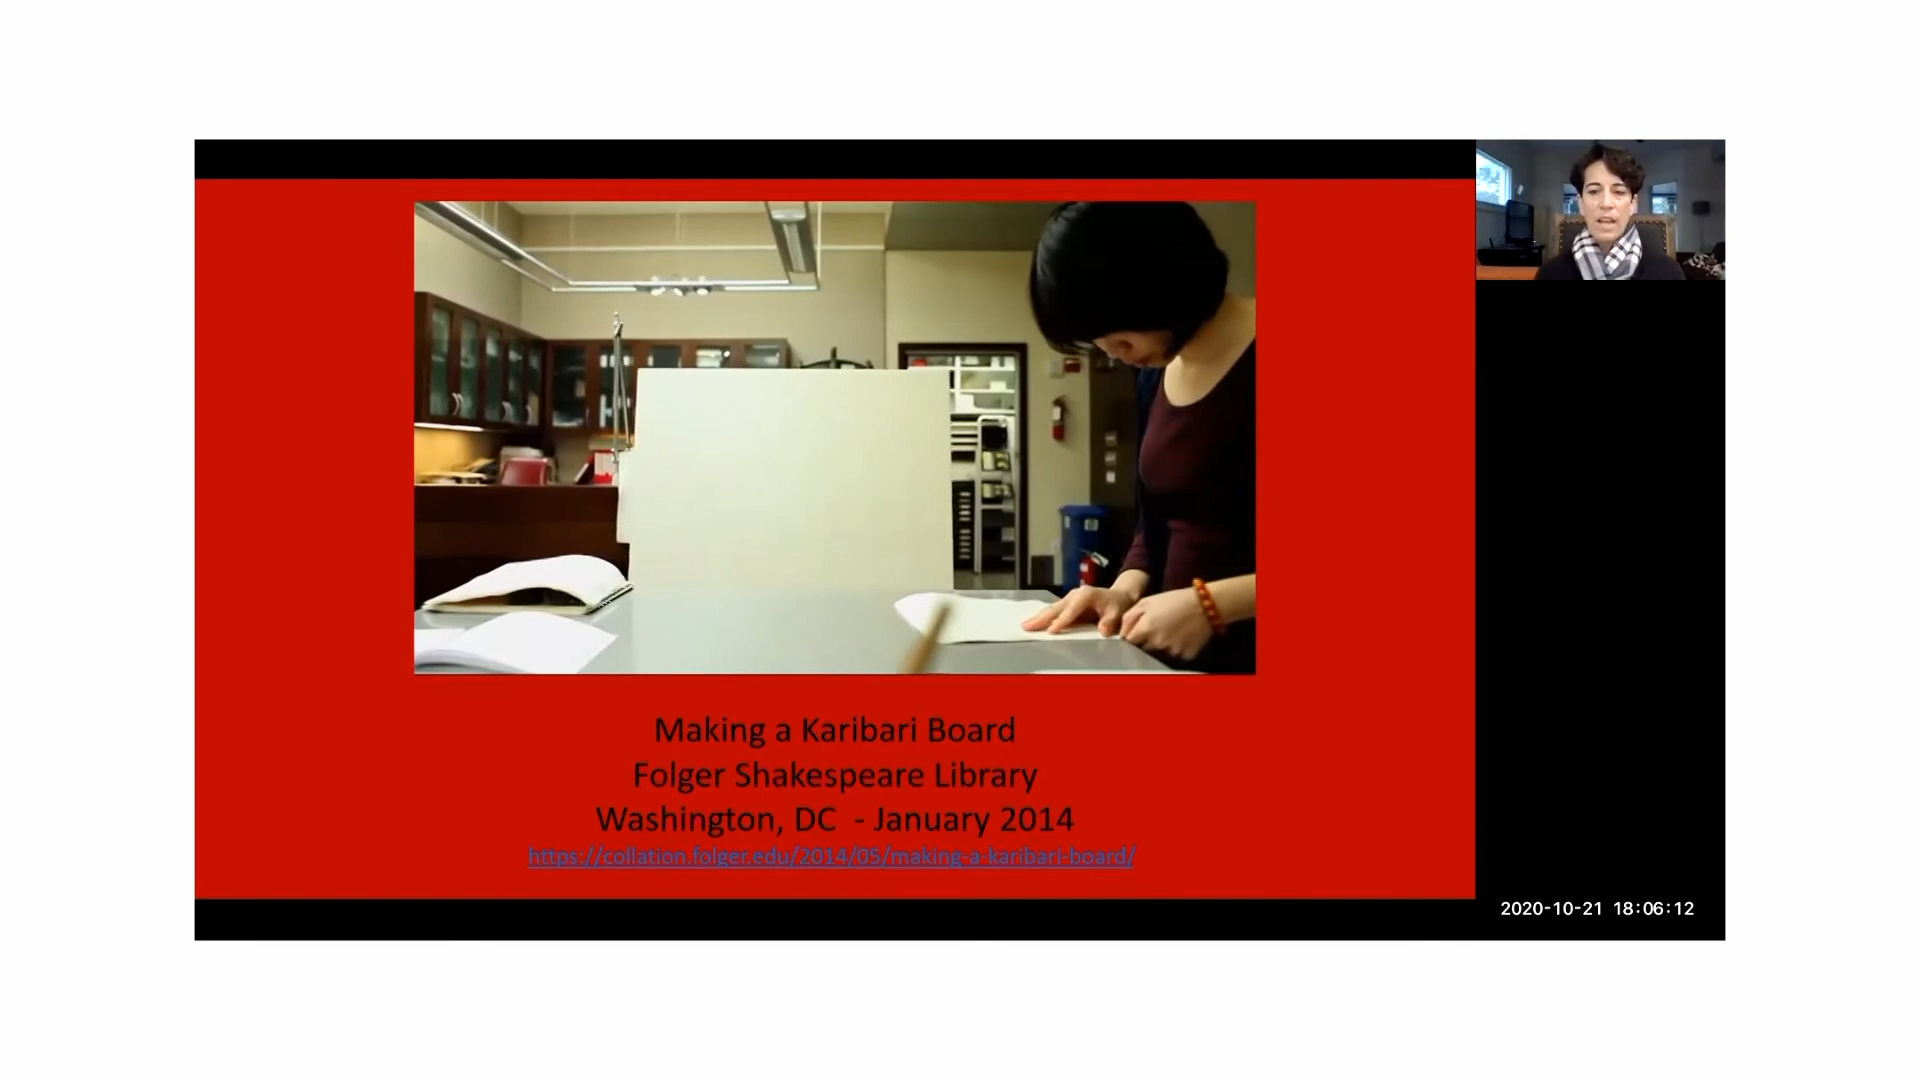 Making a Karibari Board
Folger Shakespeare Library
Washington, DC - January 2014
https://collation.folger.edu/2014/05/making-a-karibari-board/
2020-10-21 18:06:12